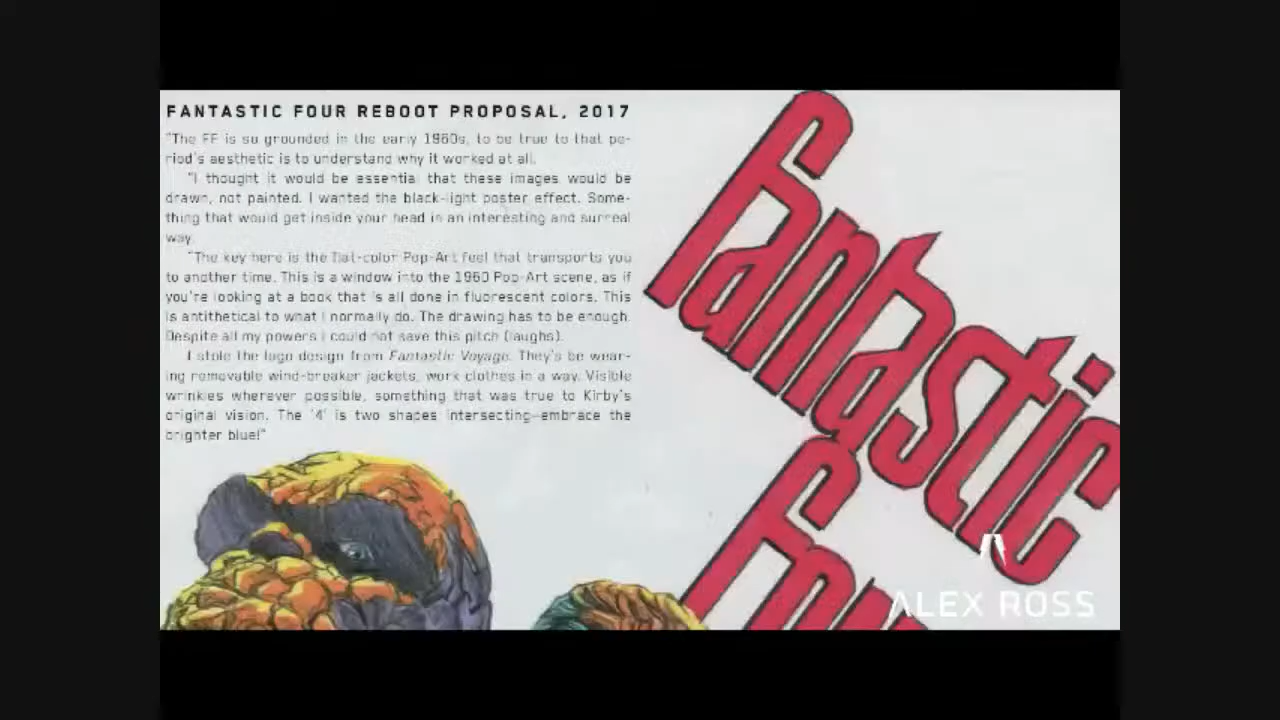 FANTASTIC FOUR REBOOT PROPOSAL, 2017
"The FF is so grounded in the early 1960s, to be true to that pe-
riod's aesthetic is to understand why it worked at all.
"I thought it would be essential that these images would be
drawn, not painted. I wanted the black-light poster effect. Some-
thing that would get inside your head in an interesting and surreal
way.
"The key here is the flat-color Pop-Art feel that transports you
to another time. This is a window into the 1960 Pop-Art scene, as if
you're looking at a book that is all done in fluorescent colors. This
is antithetical to what I normally do. The drawing has to be enough.
Despite all my powers I could not save this pitch (laughs).
I stole the logo design from Fantastic Voyage. They's be wear-
ing removable wind-breaker jackets, work clothes in a way. Visible
wrinkles wherever possible, something that was true to Kirby's
original vision. The '4' is two shapes intersecting—embrace the
brighter blue!"
fantastic
fou
ALEX ROSS